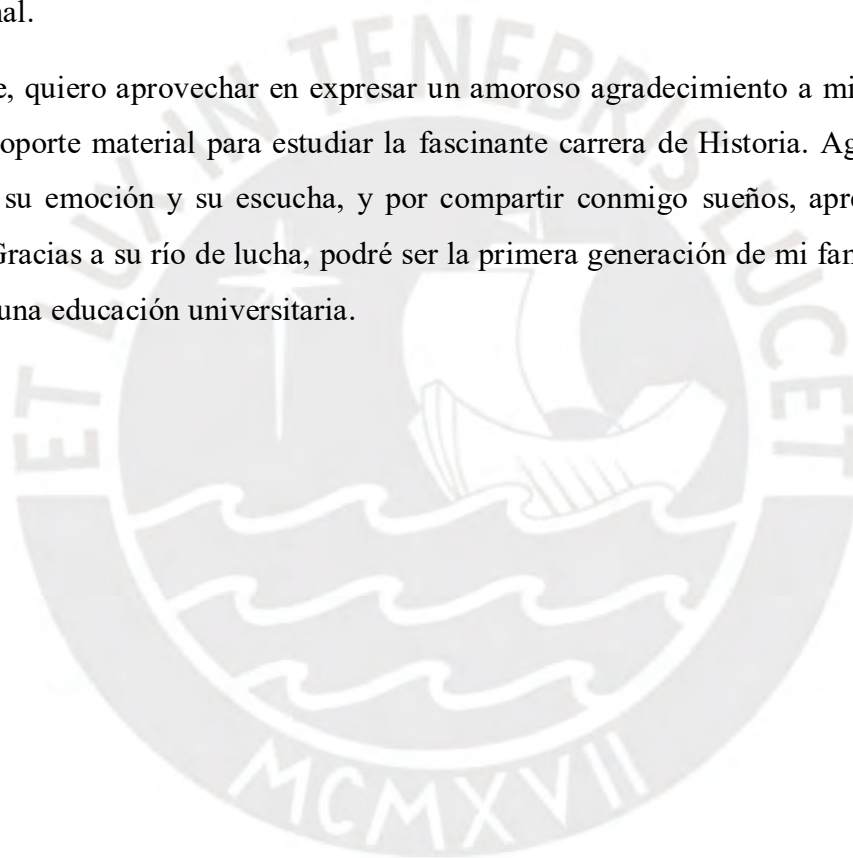 nal.
e, quiero aprovechar en expresar un amoroso agradecimiento a mi
oporte material para estudiar la fascinante carrera de Historia. Ag
su emoción y su escucha, y por compartir conmigo sueños, apre
Gracias a su río de lucha, podré ser la primera generación de mi fam
una educación universitaria.
ET LUX IN TENEBRIS LUCET
MCMXVII